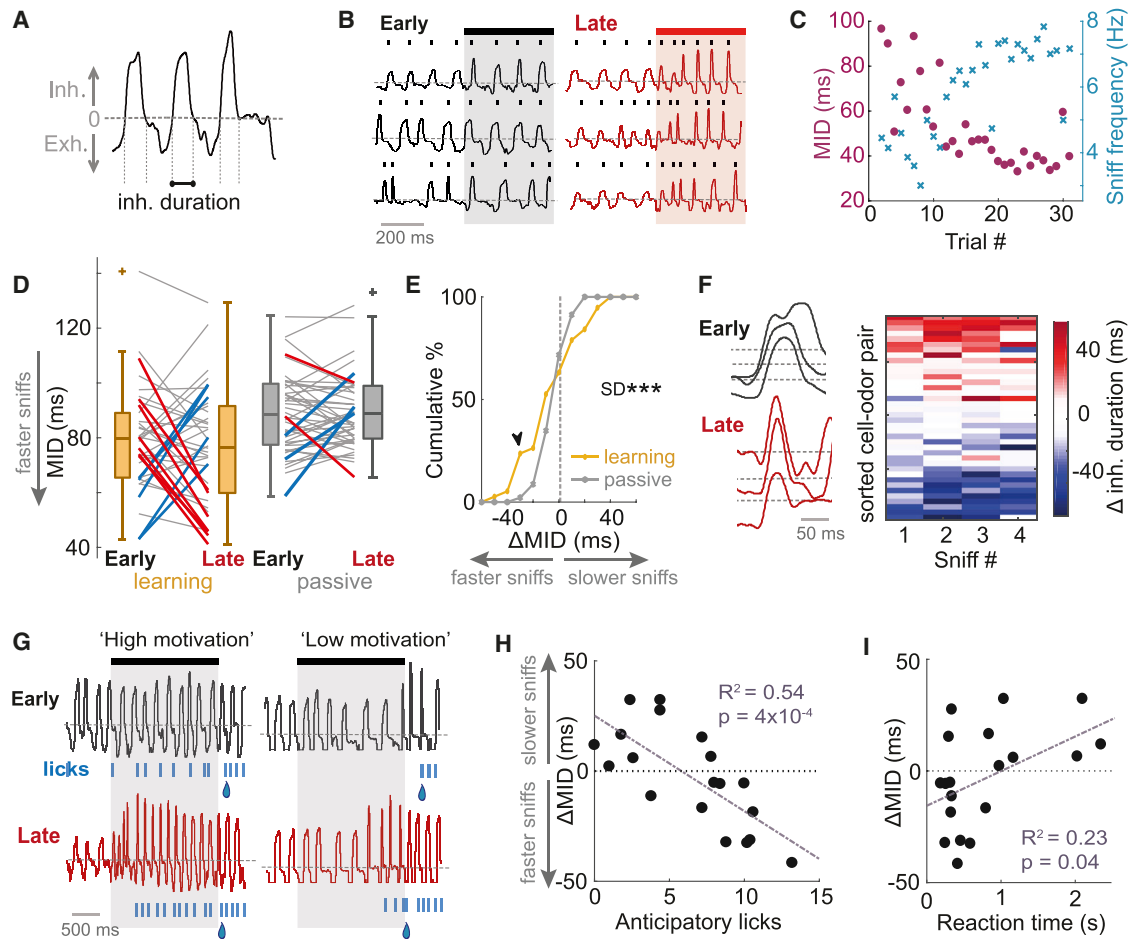 A
Inh.
0
Exh.
inh. duration
B
Early
Late
200 ms
C
100
80
60
40
20
MID (ms)
8
6
4
Sniff frequency (Hz)
0
10
20
30
Trial #
D
120
80
40
MID (ms)
faster sniffs
Early
Late
Early
Late
learning
passive
E
100
50
0
Cumulative %
SD***
learning
passive
-40
0
40
ΔMID (ms)
faster sniffs
slower sniffs
F
Early
Late
50 ms
sorted cell-odor pair
1
2
3
4
Sniff #
40
0
-40
Δ inh. duration (ms)
G
'High motivation'
'Low motivation'
Early
licks
Late
500 ms
H
slower sniffs
faster sniffs
50
0
-50
ΔMID (ms)
R² = 0.54
p = 4x10⁻⁴
0
5
10
15
Anticipatory licks
I
50
0
-50
ΔMID (ms)
R² = 0.23
p = 0.04
0
1
2
Reaction time (s)